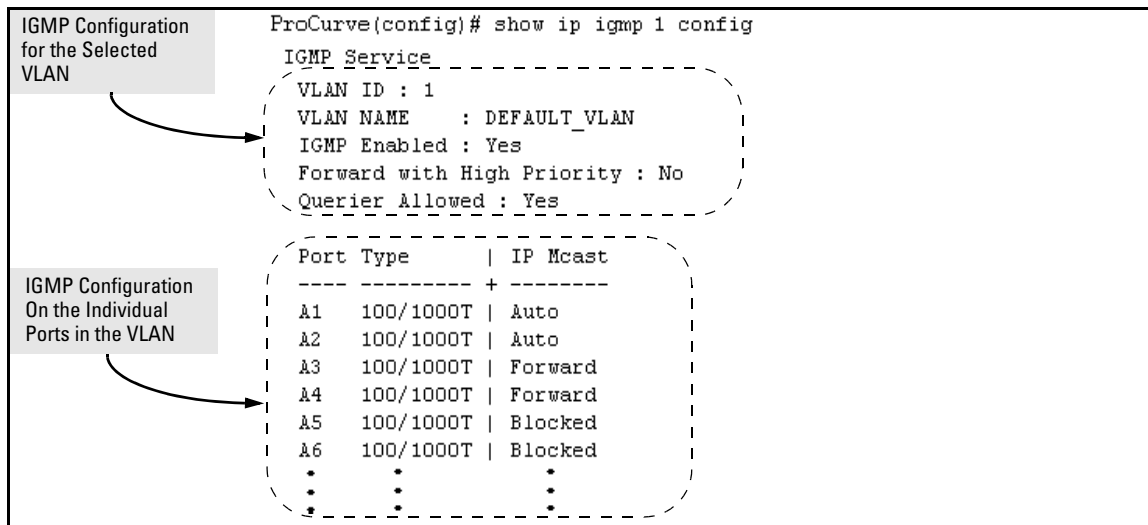 IGMP Configuration
for the Selected
VLAN
ProCurve(config)# show ip igmp 1 config
IGMP Service
VLAN ID : 1
VLAN NAME : DEFAULT_VLAN
IGMP Enabled : Yes
Forward with High Priority : No
Querier Allowed : Yes
IGMP Configuration
On the Individual
Ports in the VLAN
Port Type | IP Mcast
---- --------- + --------
A1 100/1000T | Auto
A2 100/1000T | Auto
A3 100/1000T | Forward
A4 100/1000T | Forward
A5 100/1000T | Blocked
A6 100/1000T | Blocked